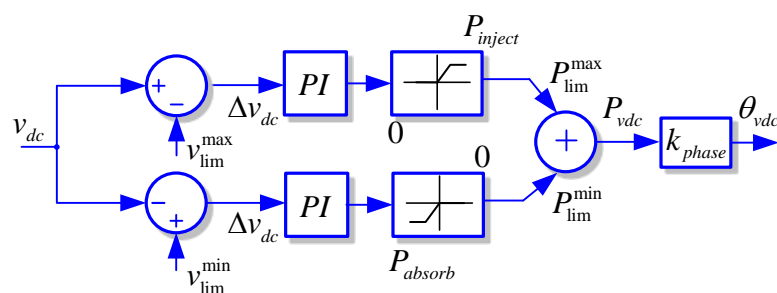 P_inject
+
−
PI
P_lim^max
Δv_dc
P_vdc
θ_vdc
v_dc
v_lim^max
0
0
+
k_phase
−
+
PI
P_lim^min
Δv_dc
v_lim^min
P_absorb